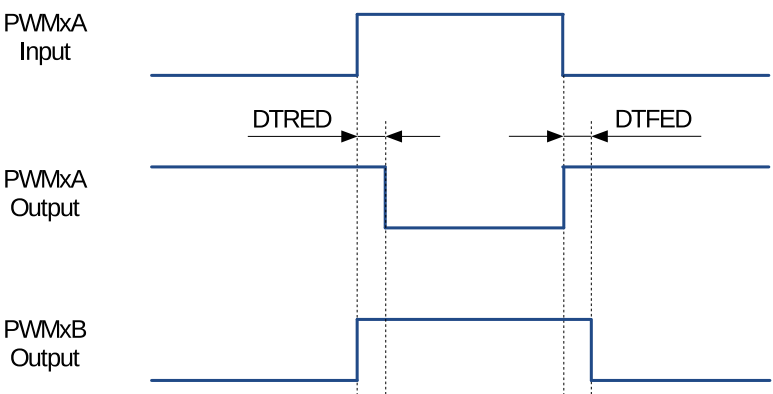 PWMxA
Input
DTRED
DTFED
PWMxA
Output
PWMxB
Output